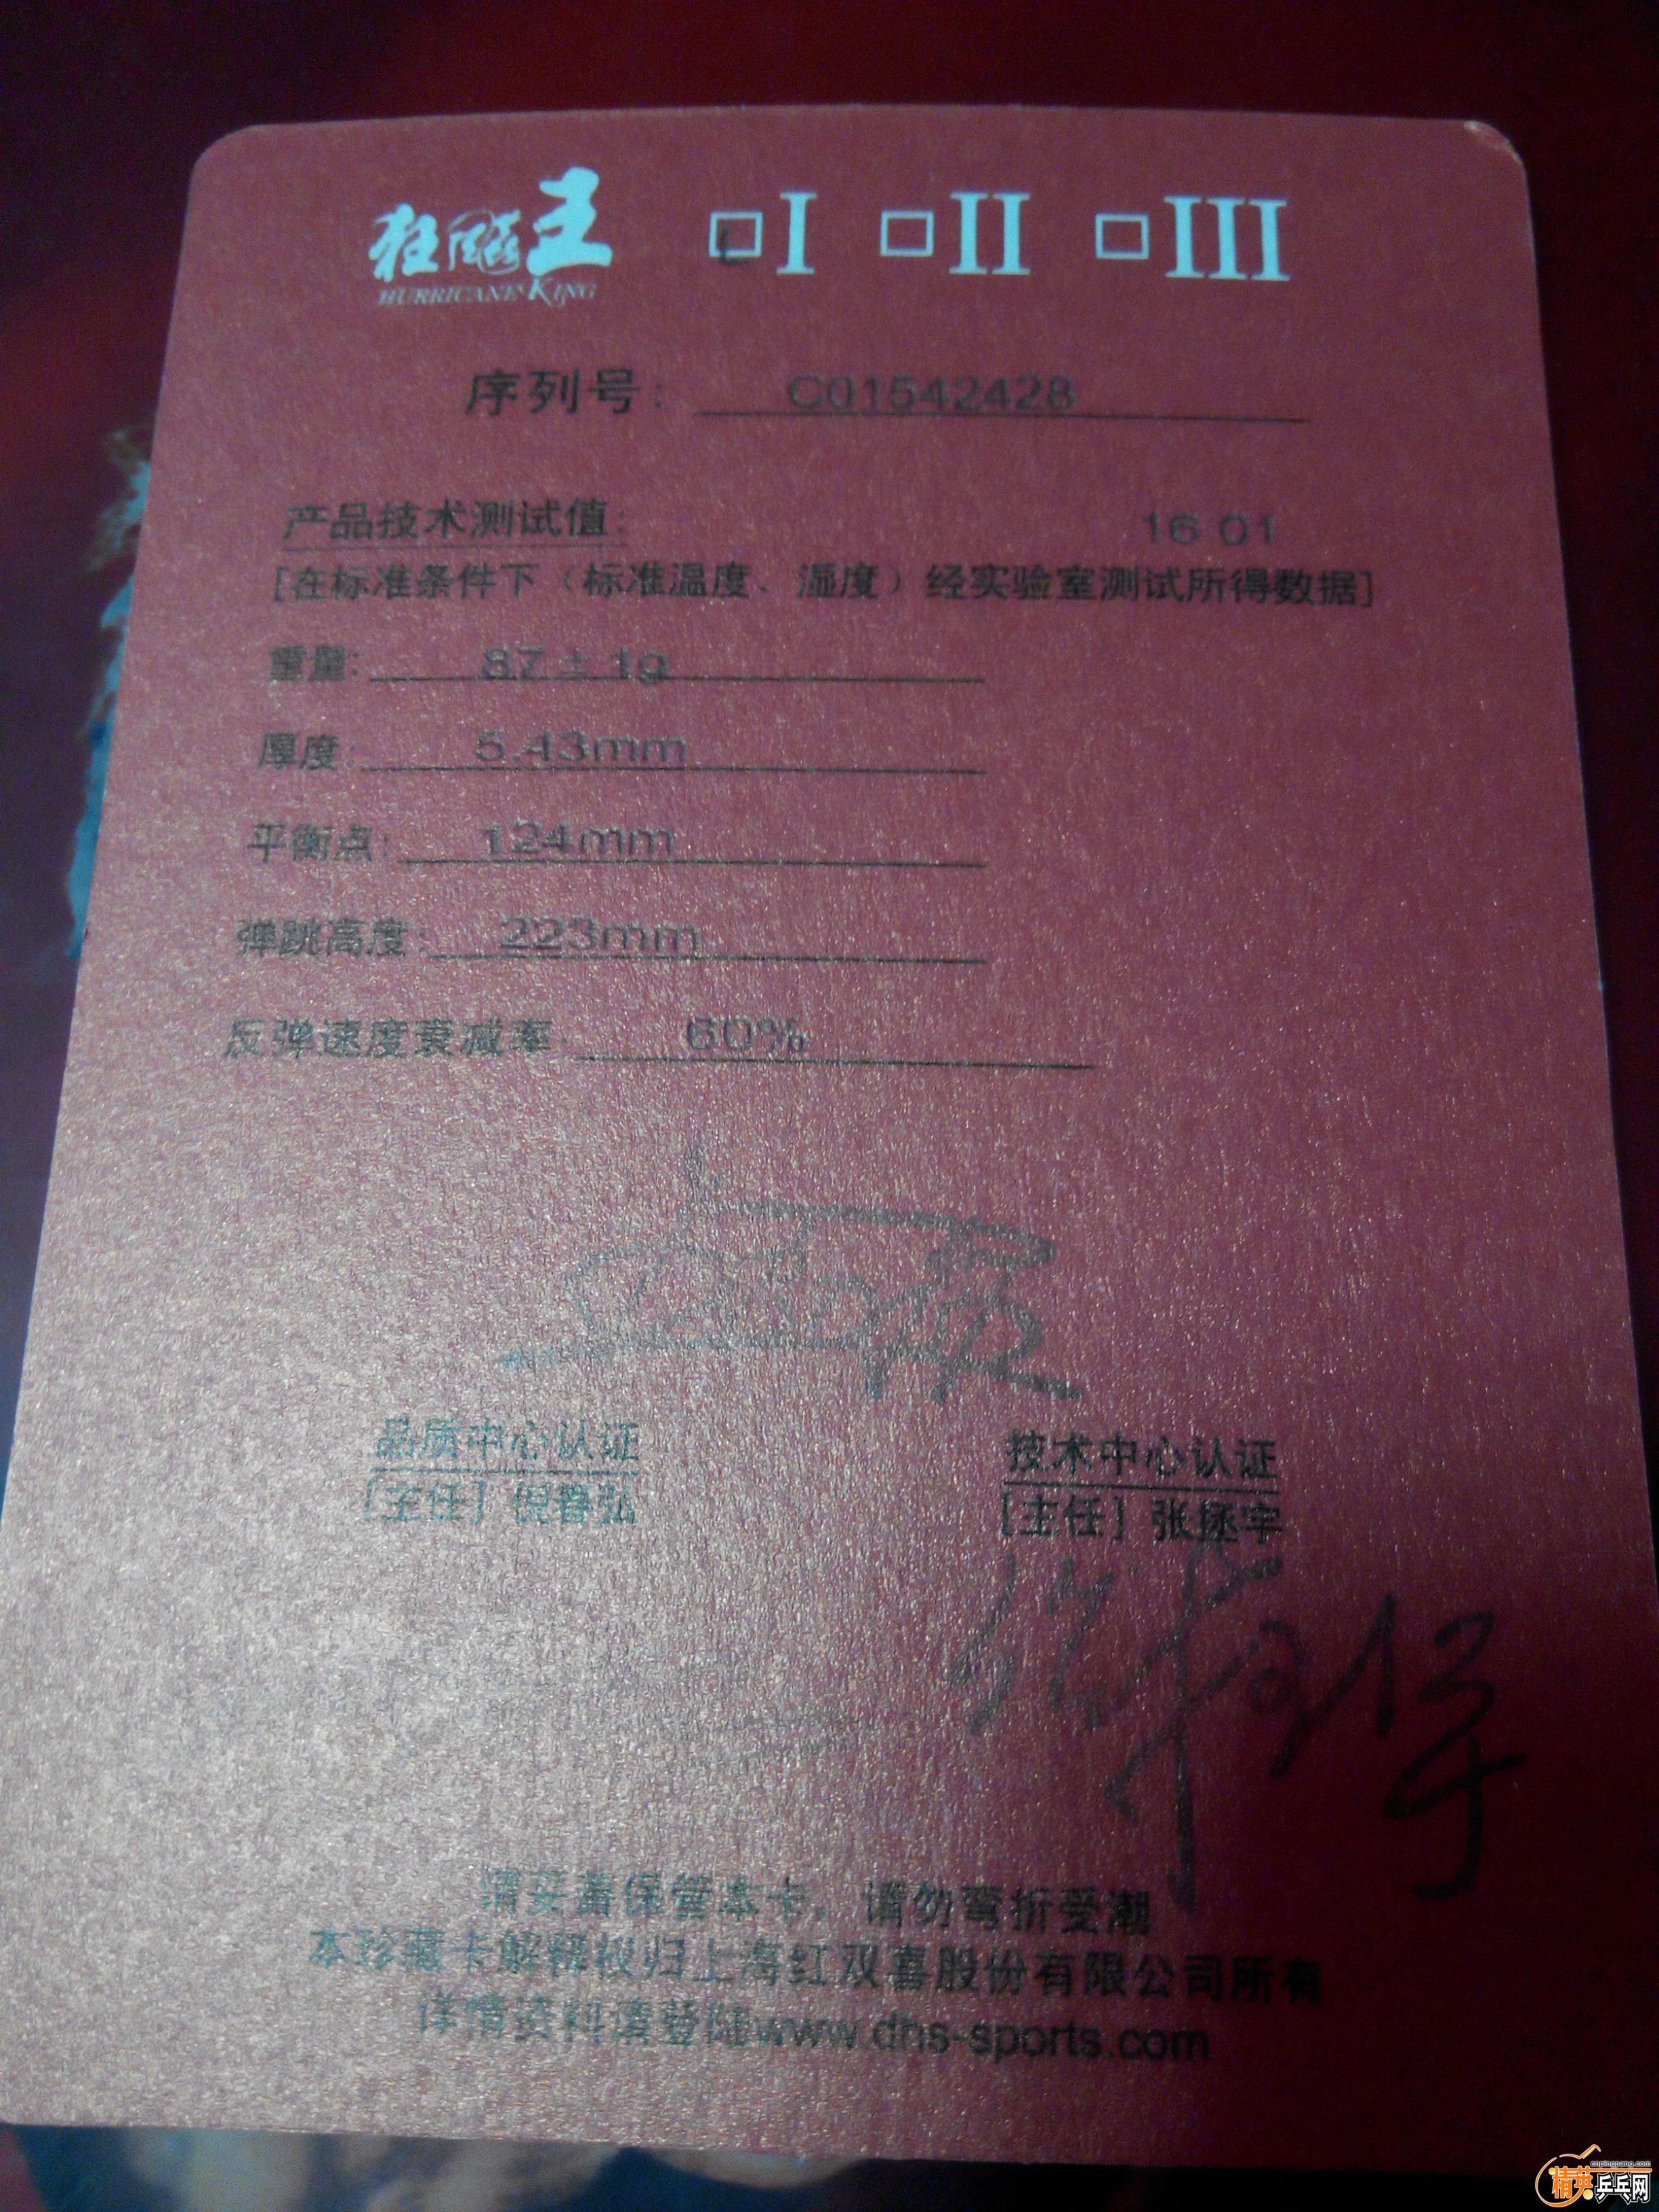 狂飚王 □I □II □III
HURRICANE KING
序列号: C01542428
产品技术测试值: 16 01
[在标准条件下（标准温度、湿度）经实验室测试所得数据]
重量: 87 ± 1g
厚度: 5.43mm
平衡点: 124mm
弹跳高度: 223mm
反弹速度衰减率: 60%
品质中心认证 技术中心认证
[主任] 倪睿弘 [主任] 张拯宇
请妥善保管本卡，请勿弯折受潮
本珍藏卡解释权归上海红双喜股份有限公司所有
详情资料请登陆www.dhs-sports.com
cnpingpang.com
精英乒乓网